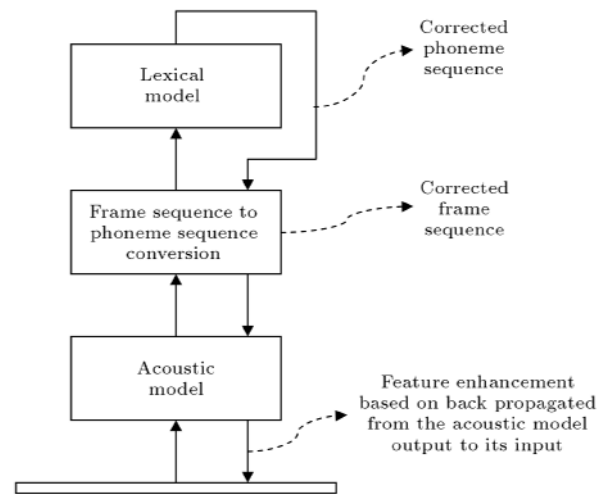 Corrected
phoneme
sequence
Lexical
model
Corrected
frame
sequence
Frame sequence to
phoneme sequence
conversion
Acoustic
model
Feature enhancement
based on back propagated
from the acoustic model
output to its input